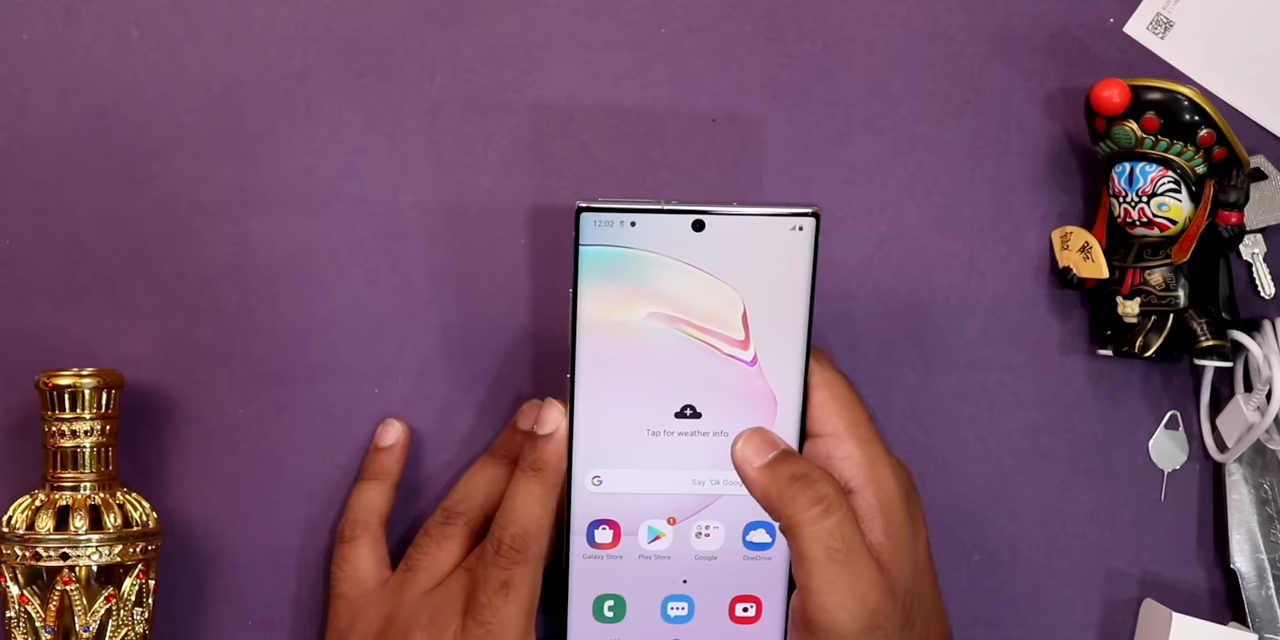 12:02
Tap for weather info
Say "Ok Goog
Galaxy Store
Play Store
Google
OneDrive